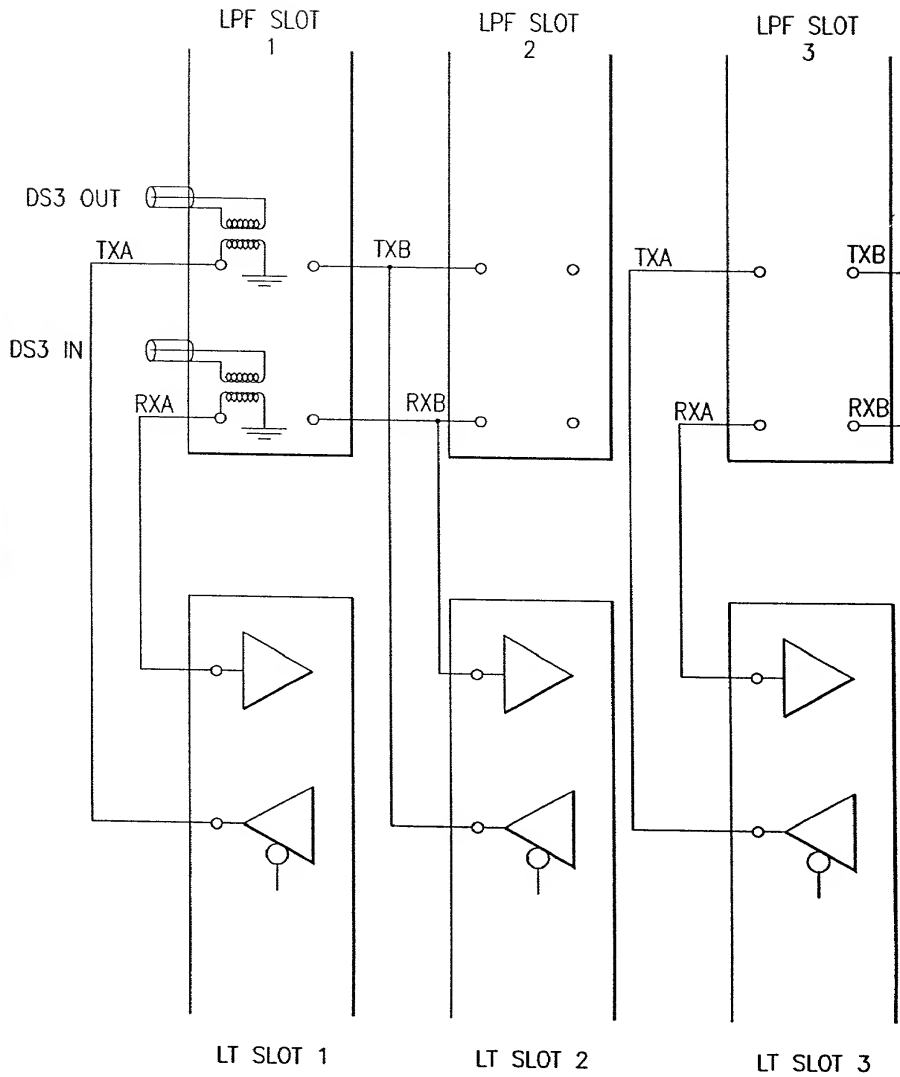 LPF SLOT
1
LPF SLOT
2
LPF SLOT
3
DS3 OUT
TXA
TXB
TXA
TXB
DS3 IN
RXA
RXB
RXA
RXB
LT SLOT 1
LT SLOT 2
LT SLOT 3